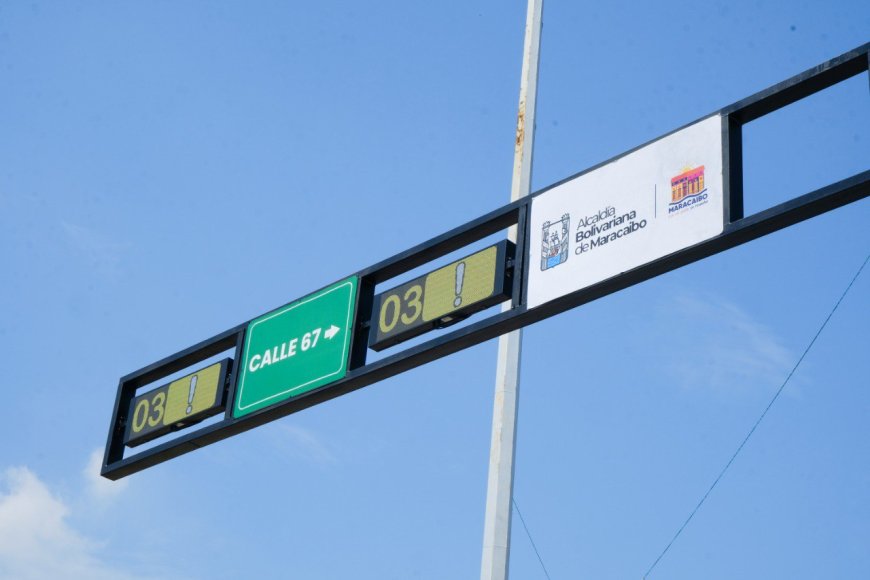 03 !
CALLE 67 →
03 !
Alcaldía
Bolivariana
de Maracaibo
MARACAIBO